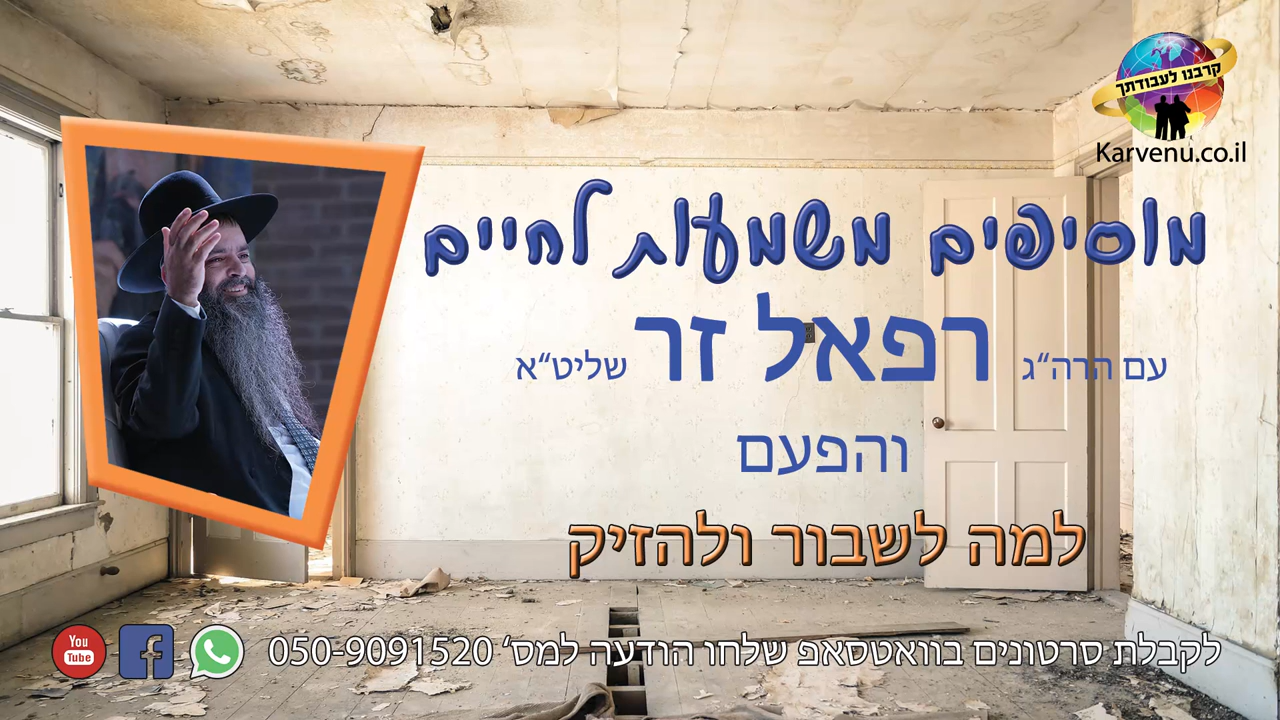 קרבנו לעבודתך
Karvenu.co.il
מוסיפים משמעות לחיים
עם הרה״ג רפאל זר שליט״א
והפעם
למה לשבור ולהזיק
לקבלת סרטונים בוואטסאפ שלחו הודעה למס׳ 050-9091520
You
Tube